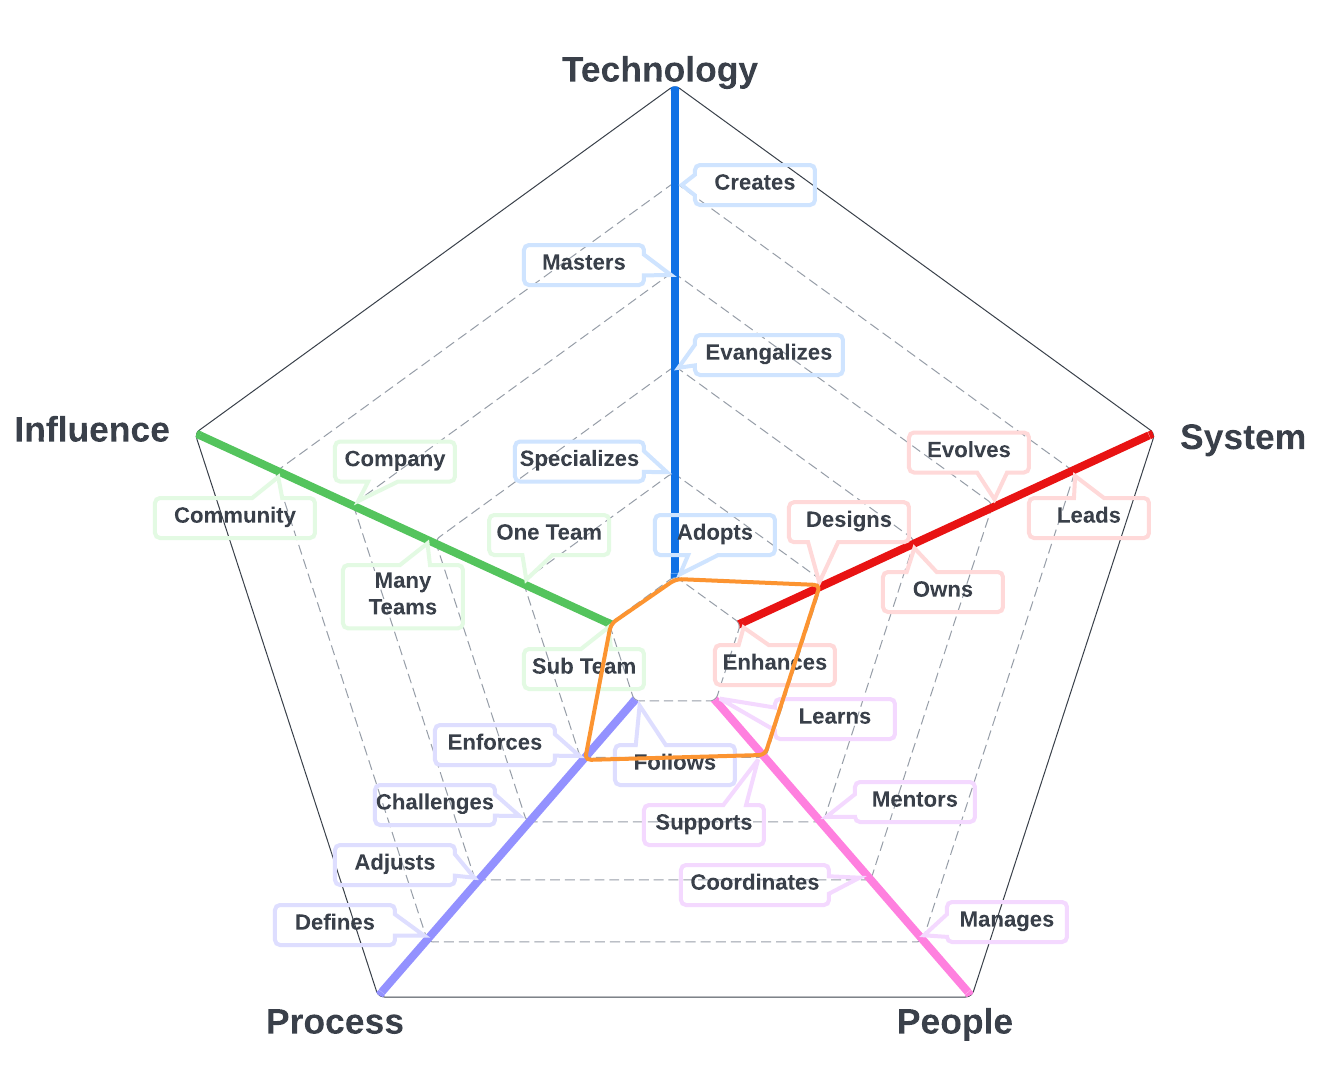 Technology
Creates
Masters
Evangalizes
Influence
System
Company
Specializes
Evolves
Community
One Team
Adopts
Designs
Leads
Many
Teams
Owns
Sub Team
Enhances
Learns
Enforces
Follows
Challenges
Supports
Mentors
Adjusts
Coordinates
Defines
Manages
Process
People